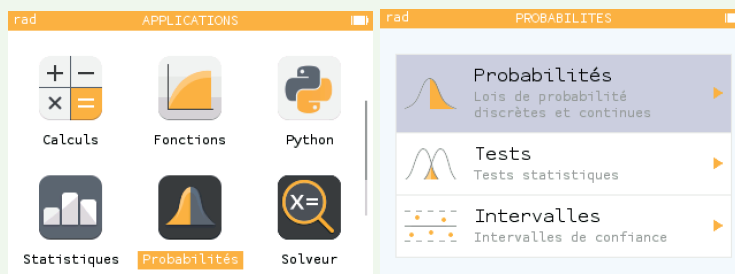 rad APPLICATIONS
+ −
× =
Calculs Fonctions Python
X=
Statistiques Probabilités Solveur
rad PROBABILITES
Probabilités
Lois de probabilité
discrètes et continues
Tests
Tests statistiques
Intervalles
Intervalles de confiance